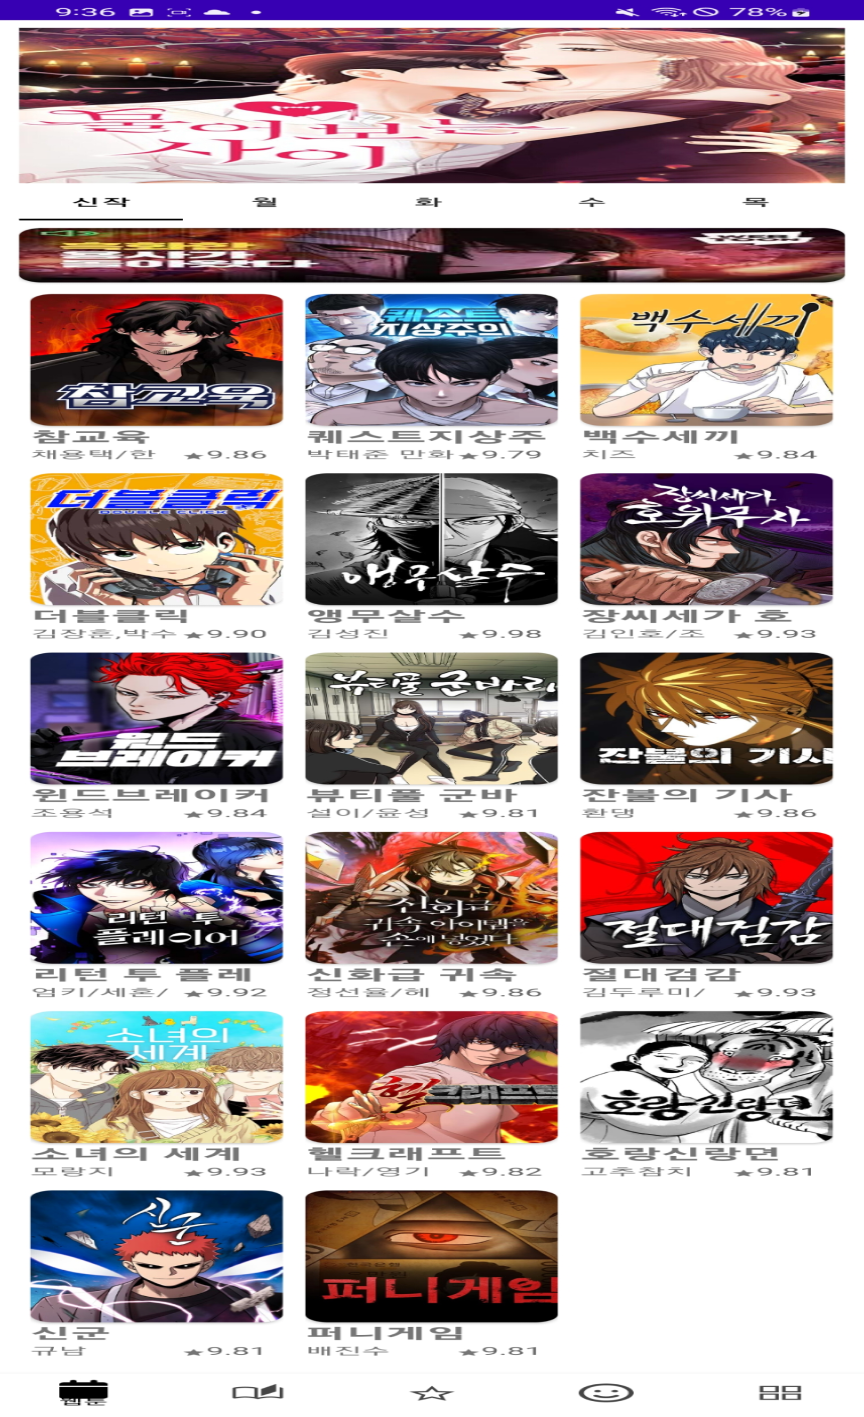 9:36
78%
물어보는
사이
신작 월 화 수 목
들어왔다
참교육
퀘스트
지상주의
백수세끼
참교육 퀘스트지상주 백수세끼
채용택/한 ★9.86 박태준 만화 ★9.79 치즈 ★9.84
더블클릭
DOUBLE CLICK
앵무살수
장씨세가
호위무사
더블클릭 앵무살수 장씨세가 호
김장훈,박수 ★9.90 김성진 ★9.98 김인호/조 ★9.93
윈드
브레이커
뷰티풀 군바리
잔불의 기사
윈드브레이커 뷰티풀 군바 잔불의 기사
조용석 ★9.84 설이/윤성 ★9.81 환댕 ★9.86
리턴 투
플레이어
신화급
귀속 아이템을
손에 넣었다
절대검감
리턴 투 플레 신화급 귀속 절대검감
엄키/세훈/ ★9.92 정선율/혜 ★9.86 김두루미/ ★9.93
소녀의
세계
헬크래프트
호랑신랑뎐
소녀의 세계 헬크래프트 호랑신랑뎐
모랑지 ★9.93 나락/영기 ★9.82 고추참치 ★9.81
신군
퍼니게임
신군 퍼니게임
규남 ★9.81 배진수 ★9.81
웹툰